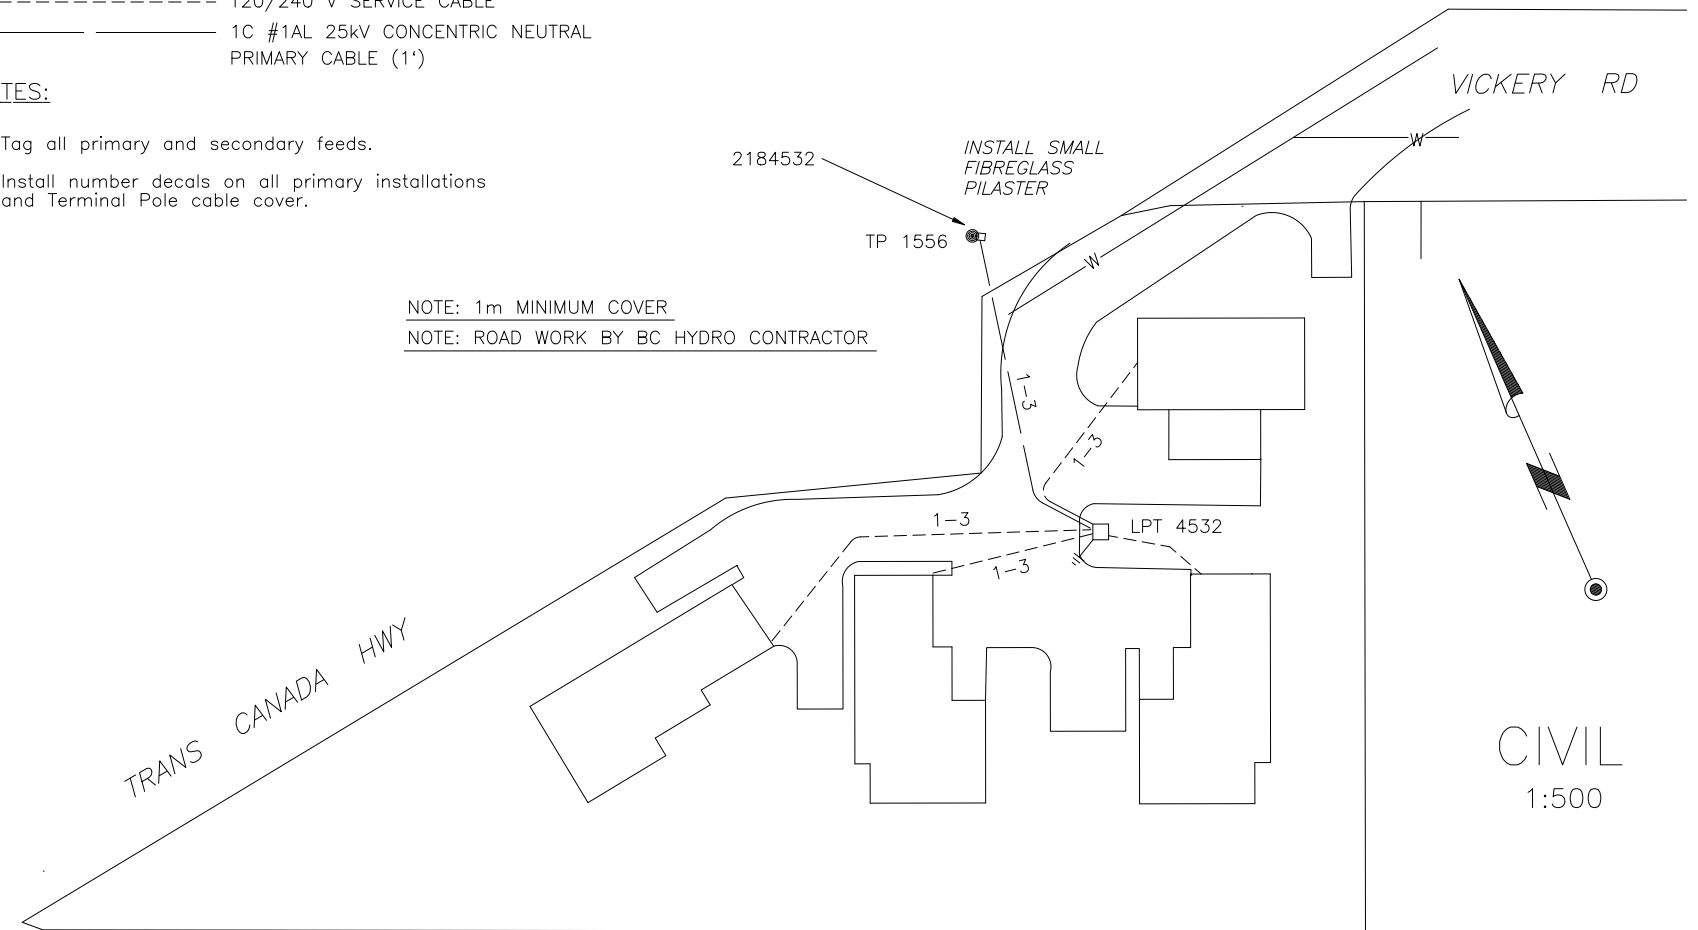 120/240 V SERVICE CABLE
1C #1AL 25kV CONCENTRIC NEUTRAL
PRIMARY CABLE (1')
TES:
Tag all primary and secondary feeds.
Install number decals on all primary installations
and Terminal Pole cable cover.
VICKERY RD
W
2184532
INSTALL SMALL
FIBREGLASS
PILASTER
TP 1556
W
NOTE: 1m MINIMUM COVER
NOTE: ROAD WORK BY BC HYDRO CONTRACTOR
1-3
1-3
1-3
LPT 4532
1-3
TRANS CANADA HWY
CIVIL
1:500